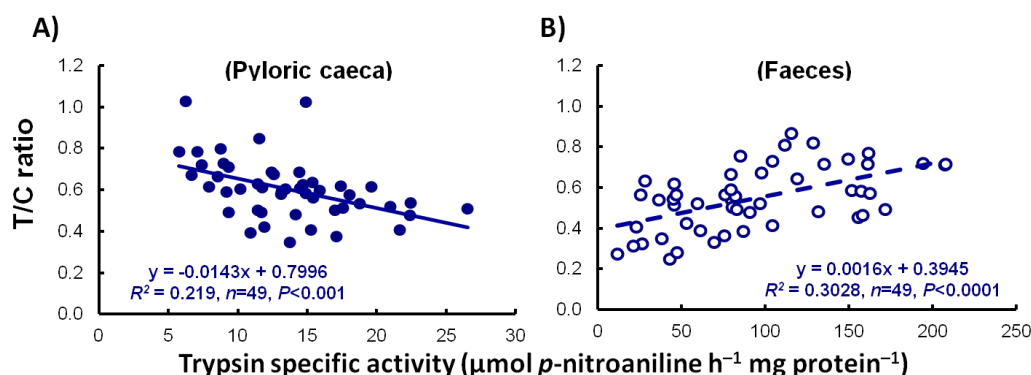 A)
(Pyloric caeca)
T/C ratio
1.2
1.0
0.8
0.6
0.4
0.2
0.0
y = -0.0143x + 0.7996
R² = 0.219, n=49, P<0.001
0 5 10 15 20 25 30
B)
(Faeces)
1.2
1.0
0.8
0.6
0.4
0.2
0.0
y = 0.0016x + 0.3945
R² = 0.3028, n=49, P<0.0001
0 50 100 150 200 250
Trypsin specific activity (µmol p-nitroaniline h⁻¹ mg protein⁻¹)